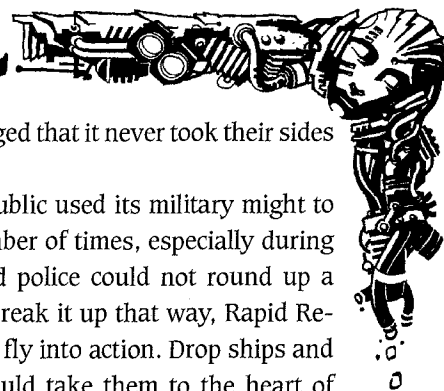 ged that it never took their sides
ublic used its military might to
ber of times, especially during
d police could not round up a
reak it up that way, Rapid Re-
fly into action. Drop ships and
uld take them to the heart of